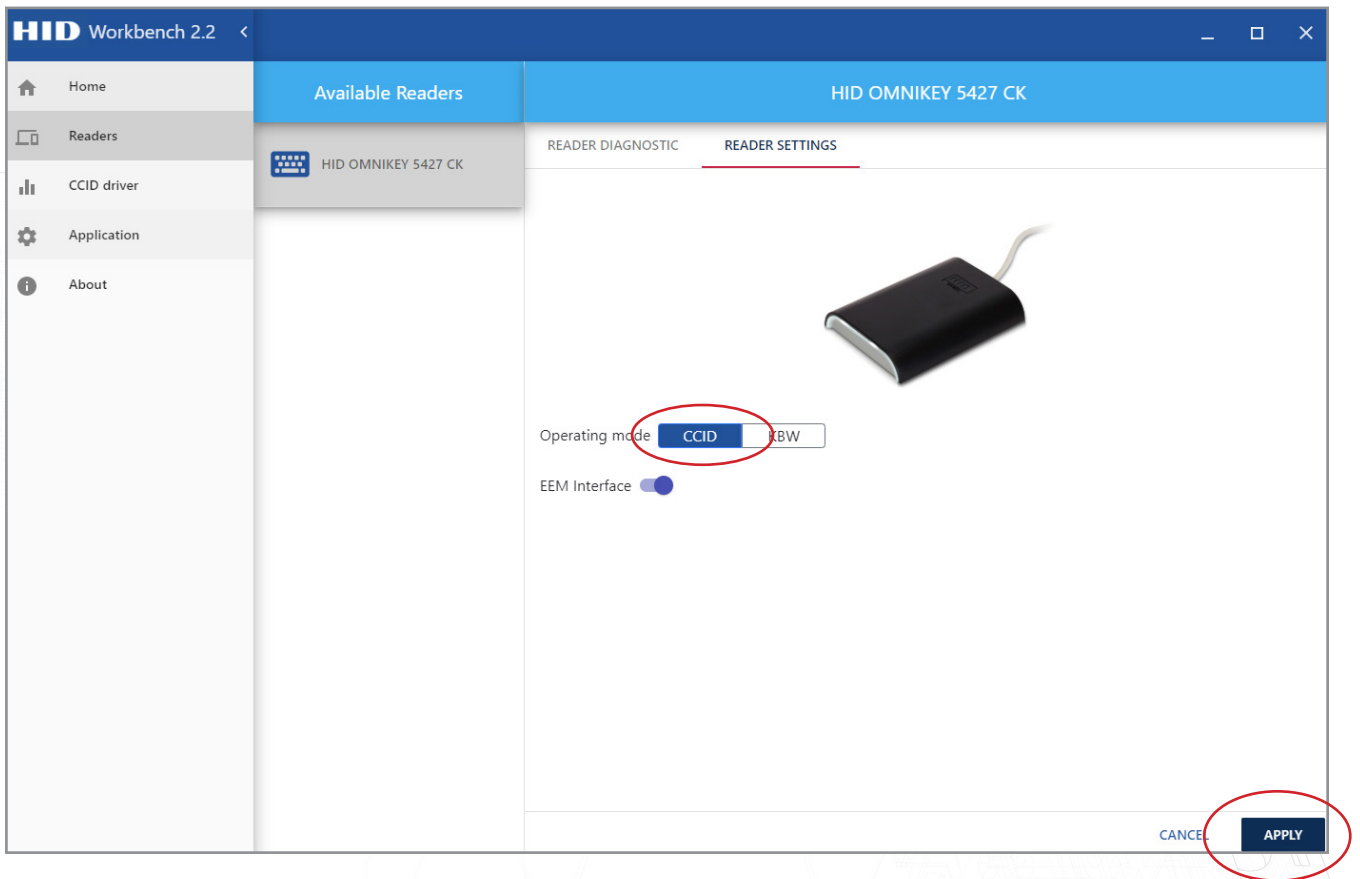 HID Workbench 2.2 <
Home
Readers
CCID driver
Application
About
Available Readers
HID OMNIKEY 5427 CK
HID OMNIKEY 5427 CK
READER DIAGNOSTIC READER SETTINGS
Operating mode CCID KBW
EEM Interface
CANCEL APPLY